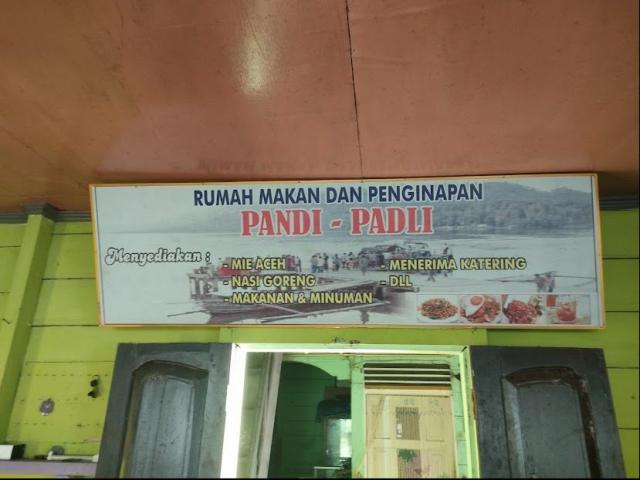 RUMAH MAKAN DAN PENGINAPAN
PANDI - PADLI
Menyediakan :
- MIE ACEH
- NASI GORENG
- MAKANAN & MINUMAN
- MENERIMA KATERING
- DLL